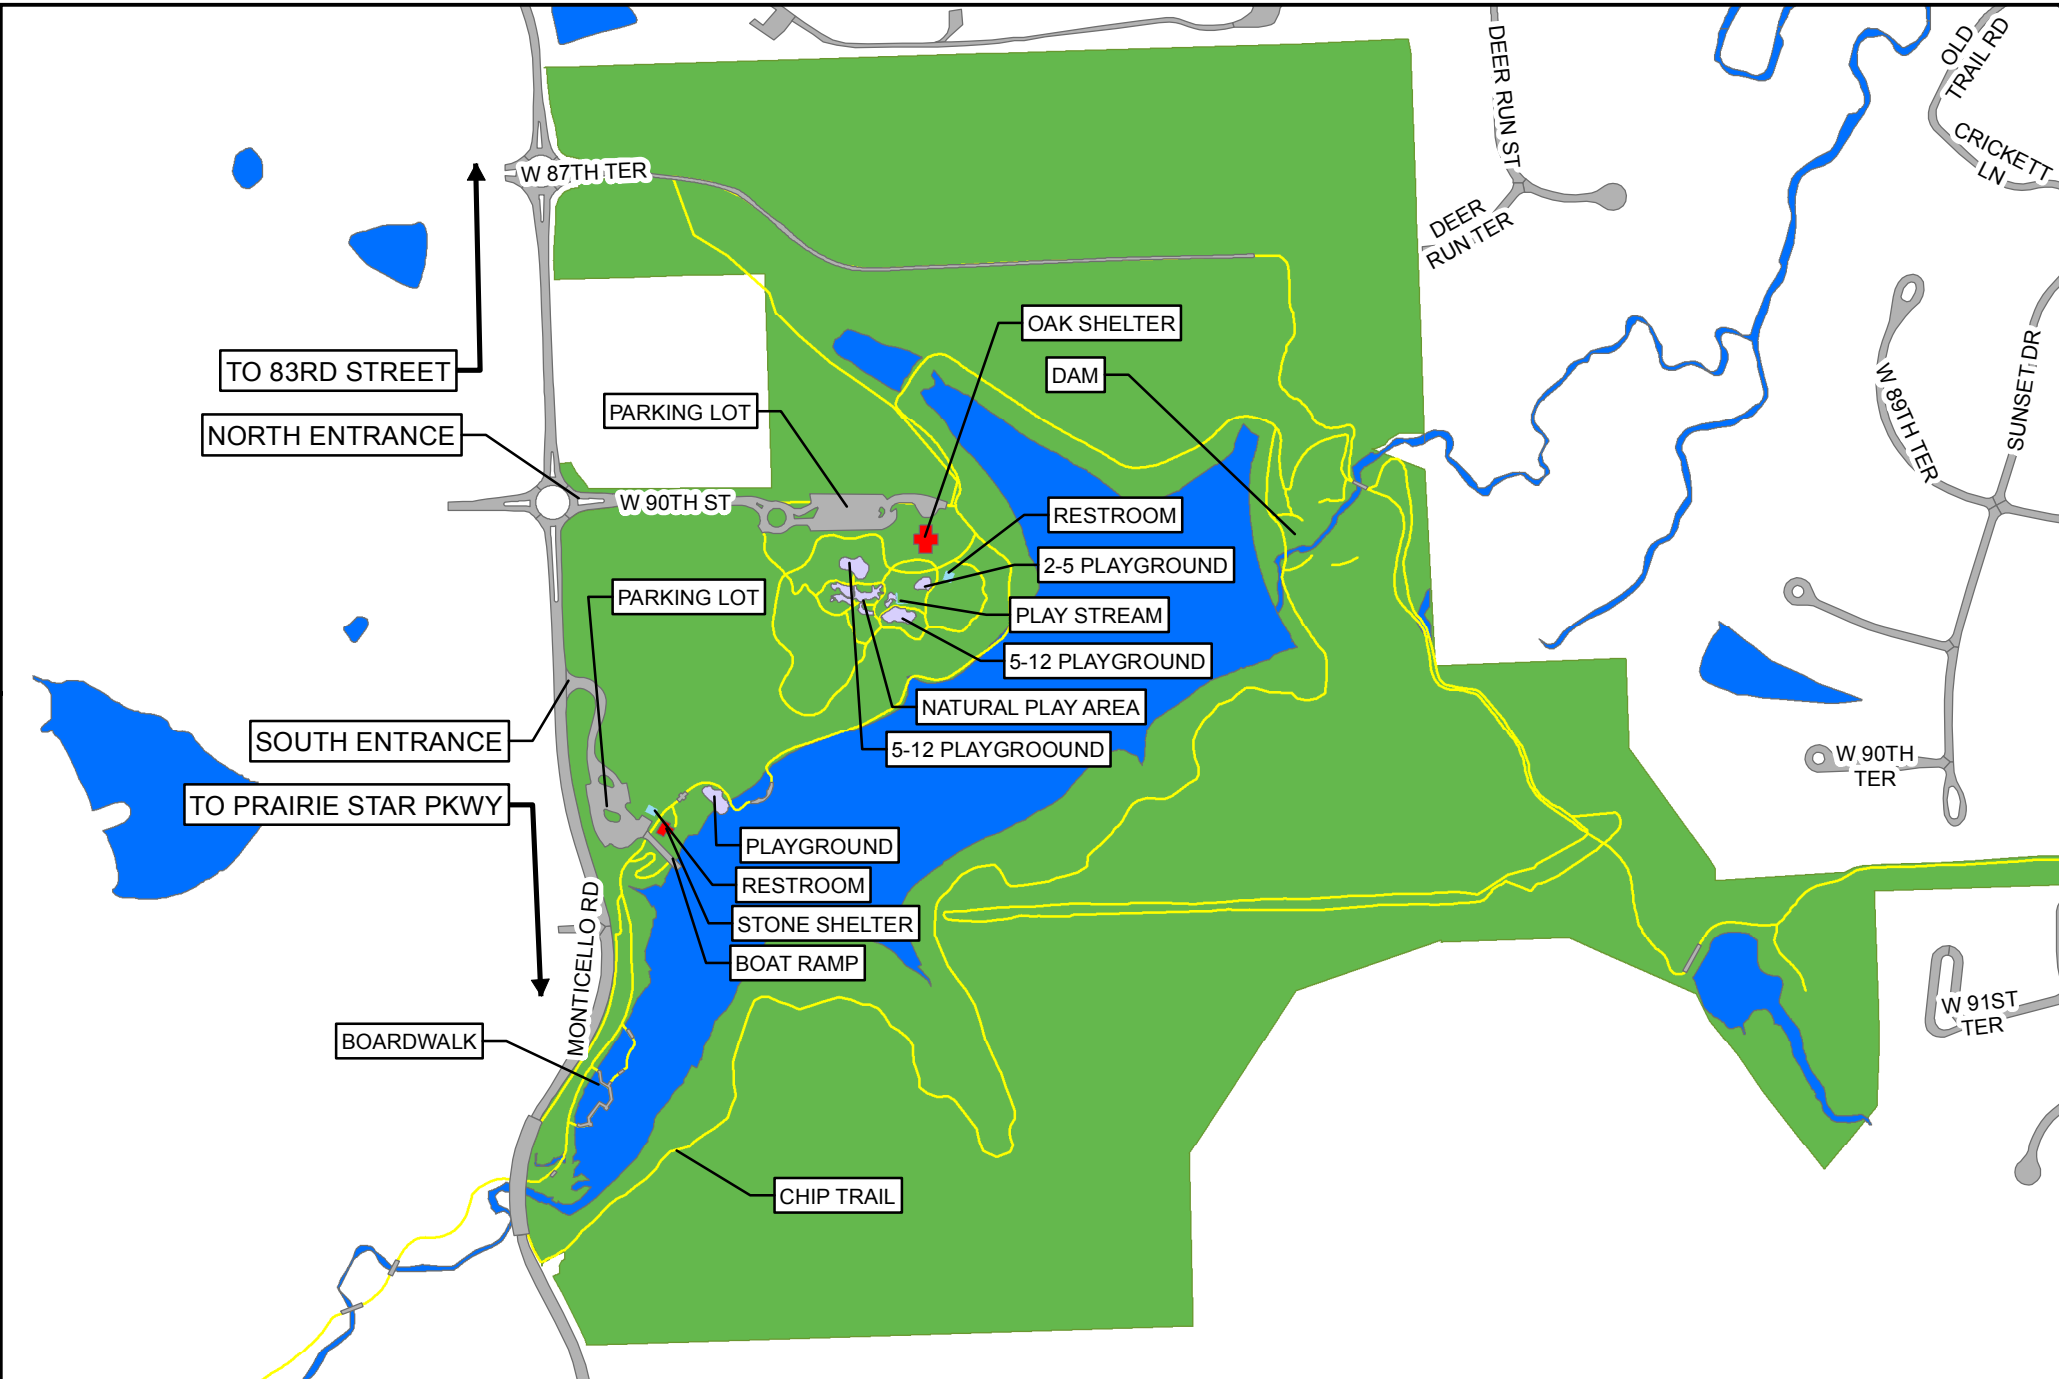 DEER RUN ST
OLD
TRAIL RD
CRICKETT
LN
W 87TH TER
DEER
RUN TER
OAK SHELTER
TO 83RD STREET
DAM
PARKING LOT
NORTH ENTRANCE
W 89TH TER
SUNSET DR
W 90TH ST
RESTROOM
2-5 PLAYGROUND
PARKING LOT
PLAY STREAM
5-12 PLAYGROUND
NATURAL PLAY AREA
SOUTH ENTRANCE
5-12 PLAYGROOUND
W 90TH
TER
TO PRAIRIE STAR PKWY
PLAYGROUND
RESTROOM
STONE SHELTER
BOAT RAMP
MONTICELLO RD
W 91ST
TER
BOARDWALK
CHIP TRAIL